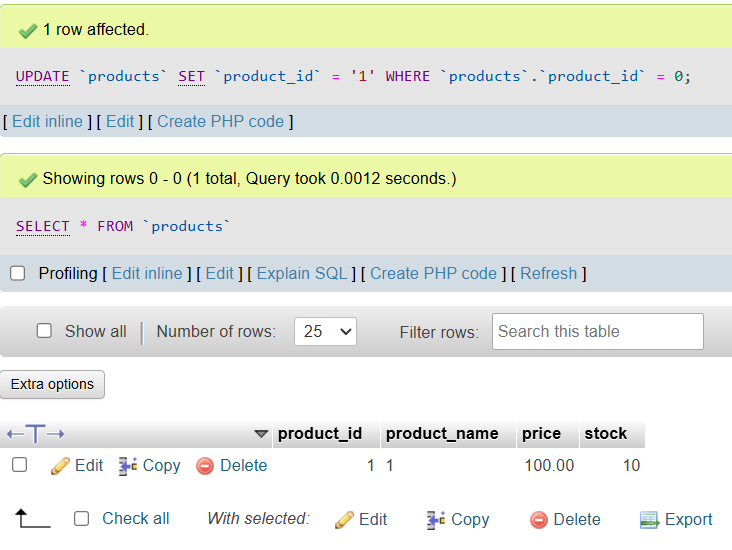 1 row affected.
UPDATE `products` SET `product_id` = '1' WHERE `products`.`product_id` = 0;
[ Edit inline ] [ Edit ] [ Create PHP code ]
Showing rows 0 - 0 (1 total, Query took 0.0012 seconds.)
SELECT * FROM `products`
Profiling [ Edit inline ] [ Edit ] [ Explain SQL ] [ Create PHP code ] [ Refresh ]
Show all Number of rows: 25 Filter rows: Search this table
Extra options
←T→ product_id product_name price stock
Edit Copy Delete 1 1 100.00 10
Check all With selected: Edit Copy Delete Export